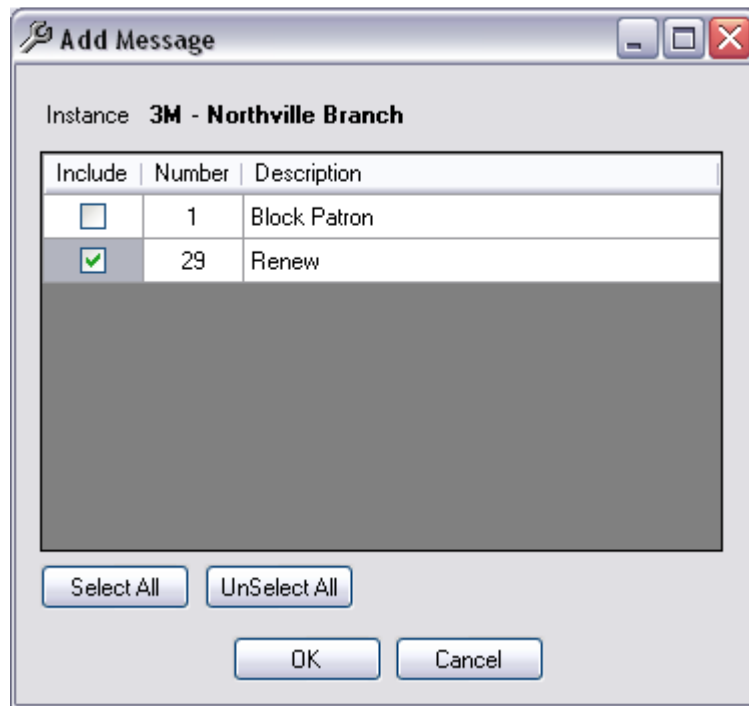 Add Message
Instance 3M - Northville Branch
Include Number Description
1 Block Patron
29 Renew
Select All UnSelect All
OK Cancel